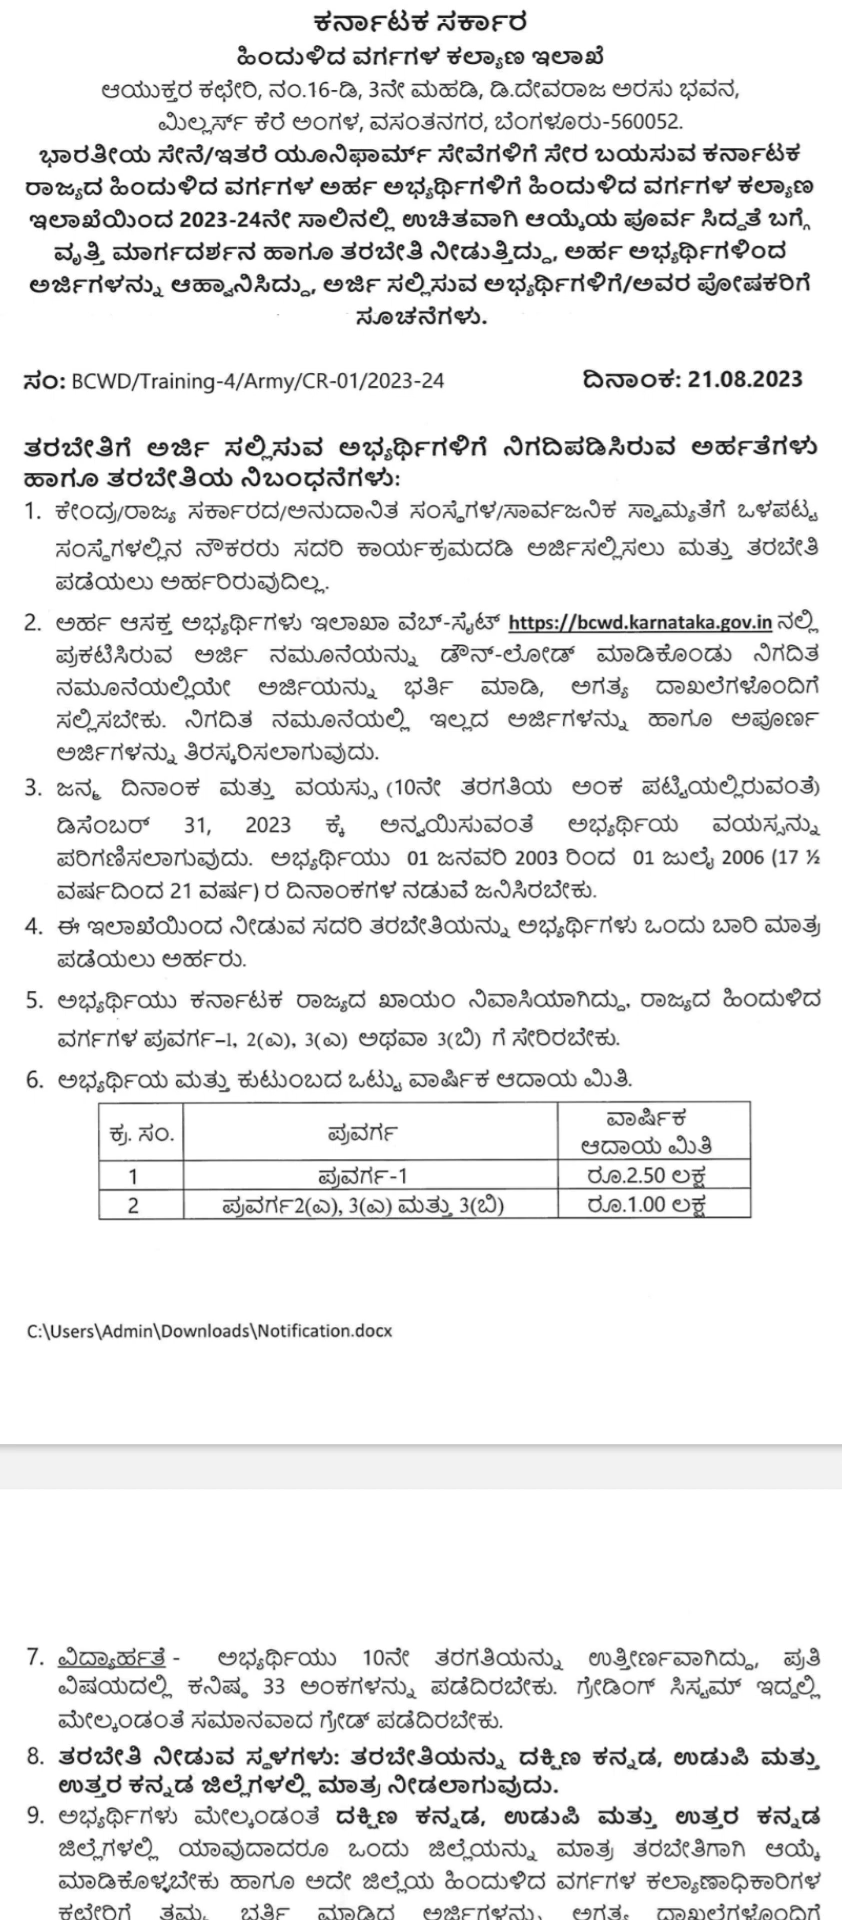 ಕರ್ನಾಟಕ ಸರ್ಕಾರ
ಹಿಂದುಳಿದ ವರ್ಗಗಳ ಕಲ್ಯಾಣ ಇಲಾಖೆ
ಆಯುಕ್ತರ ಕಛೇರಿ, ನಂ.16-ಡಿ, 3ನೇ ಮಹಡಿ, ಡಿ.ದೇವರಾಜ ಅರಸು ಭವನ,
ಮಿಲ್ಲರ್ಸ್ ಕೆರೆ ಅಂಗಳ, ವಸಂತನಗರ, ಬೆಂಗಳೂರು-560052.
ಭಾರತೀಯ ಸೇನೆ/ಇತರೆ ಯೂನಿಫಾರ್ಮ್ ಸೇವೆಗಳಿಗೆ ಸೇರ ಬಯಸುವ ಕರ್ನಾಟಕ
ರಾಜ್ಯದ ಹಿಂದುಳಿದ ವರ್ಗಗಳ ಅರ್ಹ ಅಭ್ಯರ್ಥಿಗಳಿಗೆ ಹಿಂದುಳಿದ ವರ್ಗಗಳ ಕಲ್ಯಾಣ
ಇಲಾಖೆಯಿಂದ 2023-24ನೇ ಸಾಲಿನಲ್ಲಿ ಉಚಿತವಾಗಿ ಆಯ್ಕೆಯ ಪೂರ್ವ ಸಿದ್ಧತೆ ಬಗ್ಗೆ
ವೃತ್ತಿ ಮಾರ್ಗದರ್ಶನ ಹಾಗೂ ತರಬೇತಿ ನೀಡುತ್ತಿದ್ದು, ಅರ್ಹ ಅಭ್ಯರ್ಥಿಗಳಿಂದ
ಅರ್ಜಿಗಳನ್ನು ಆಹ್ವಾನಿಸಿದ್ದು, ಅರ್ಜಿ ಸಲ್ಲಿಸುವ ಅಭ್ಯರ್ಥಿಗಳಿಗೆ/ಅವರ ಪೋಷಕರಿಗೆ
ಸೂಚನೆಗಳು.
ಸಂ: BCWD/Training-4/Army/CR-01/2023-24 ದಿನಾಂಕ: 21.08.2023
ತರಬೇತಿಗೆ ಅರ್ಜಿ ಸಲ್ಲಿಸುವ ಅಭ್ಯರ್ಥಿಗಳಿಗೆ ನಿಗದಿಪಡಿಸಿರುವ ಅರ್ಹತೆಗಳು
ಹಾಗೂ ತರಬೇತಿಯ ನಿಬಂಧನೆಗಳು:
1. ಕೇಂದ್ರ/ರಾಜ್ಯ ಸರ್ಕಾರದ/ಅನುದಾನಿತ ಸಂಸ್ಥೆಗಳ/ಸಾರ್ವಜನಿಕ ಸ್ವಾಮ್ಯತೆಗೆ ಒಳಪಟ್ಟ
ಸಂಸ್ಥೆಗಳಲ್ಲಿನ ನೌಕರರು ಸದರಿ ಕಾರ್ಯಕ್ರಮದಡಿ ಅರ್ಜಿಸಲ್ಲಿಸಲು ಮತ್ತು ತರಬೇತಿ
ಪಡೆಯಲು ಅರ್ಹರಿರುವುದಿಲ್ಲ.
2. ಅರ್ಹ ಆಸಕ್ತ ಅಭ್ಯರ್ಥಿಗಳು ಇಲಾಖಾ ವೆಬ್-ಸೈಟ್ https://bcwd.karnataka.gov.in ನಲ್ಲಿ
ಪ್ರಕಟಿಸಿರುವ ಅರ್ಜಿ ನಮೂನೆಯನ್ನು ಡೌನ್-ಲೋಡ್ ಮಾಡಿಕೊಂಡು ನಿಗದಿತ
ನಮೂನೆಯಲ್ಲಿಯೇ ಅರ್ಜಿಯನ್ನು ಭರ್ತಿ ಮಾಡಿ, ಅಗತ್ಯ ದಾಖಲೆಗಳೊಂದಿಗೆ
ಸಲ್ಲಿಸಬೇಕು. ನಿಗದಿತ ನಮೂನೆಯಲ್ಲಿ ಇಲ್ಲದ ಅರ್ಜಿಗಳನ್ನು ಹಾಗೂ ಅಪೂರ್ಣ
ಅರ್ಜಿಗಳನ್ನು ತಿರಸ್ಕರಿಸಲಾಗುವುದು.
3. ಜನ್ಮ ದಿನಾಂಕ ಮತ್ತು ವಯಸ್ಸು (10ನೇ ತರಗತಿಯ ಅಂಕ ಪಟ್ಟಿಯಲ್ಲಿರುವಂತೆ)
ಡಿಸೆಂಬರ್ 31, 2023 ಕ್ಕೆ ಅನ್ವಯಿಸುವಂತೆ ಅಭ್ಯರ್ಥಿಯ ವಯಸ್ಸನ್ನು
ಪರಿಗಣಿಸಲಾಗುವುದು. ಅಭ್ಯರ್ಥಿಯು 01 ಜನವರಿ 2003 ರಿಂದ 01 ಜುಲೈ 2006 (17 ½
ವರ್ಷದಿಂದ 21 ವರ್ಷ) ರ ದಿನಾಂಕಗಳ ನಡುವೆ ಜನಿಸಿರಬೇಕು.
4. ಈ ಇಲಾಖೆಯಿಂದ ನೀಡುವ ಸದರಿ ತರಬೇತಿಯನ್ನು ಅಭ್ಯರ್ಥಿಗಳು ಒಂದು ಬಾರಿ ಮಾತ್ರ
ಪಡೆಯಲು ಅರ್ಹರು.
5. ಅಭ್ಯರ್ಥಿಯು ಕರ್ನಾಟಕ ರಾಜ್ಯದ ಖಾಯಂ ನಿವಾಸಿಯಾಗಿದ್ದು, ರಾಜ್ಯದ ಹಿಂದುಳಿದ
ವರ್ಗಗಳ ಪ್ರವರ್ಗ–1, 2(ಎ), 3(ಎ) ಅಥವಾ 3(ಬಿ) ಗೆ ಸೇರಿರಬೇಕು.
6. ಅಭ್ಯರ್ಥಿಯ ಮತ್ತು ಕುಟುಂಬದ ಒಟ್ಟು ವಾರ್ಷಿಕ ಆದಾಯ ಮಿತಿ.
ಕ್ರ. ಸಂ. ಪ್ರವರ್ಗ ವಾರ್ಷಿಕ
ಆದಾಯ ಮಿತಿ
1 ಪ್ರವರ್ಗ-1 ರೂ.2.50 ಲಕ್ಷ
2 ಪ್ರವರ್ಗ2(ಎ), 3(ಎ) ಮತ್ತು 3(ಬಿ) ರೂ.1.00 ಲಕ್ಷ
C:\Users\Admin\Downloads\Notification.docx
7. ವಿದ್ಯಾರ್ಹತೆ - ಅಭ್ಯರ್ಥಿಯು 10ನೇ ತರಗತಿಯನ್ನು ಉತ್ತೀರ್ಣವಾಗಿದ್ದು, ಪ್ರತಿ
ವಿಷಯದಲ್ಲಿ ಕನಿಷ್ಠ 33 ಅಂಕಗಳನ್ನು ಪಡೆದಿರಬೇಕು. ಗ್ರೇಡಿಂಗ್ ಸಿಸ್ಟಮ್ ಇದ್ದಲ್ಲಿ
ಮೇಲ್ಕಂಡಂತೆ ಸಮಾನವಾದ ಗ್ರೇಡ್ ಪಡೆದಿರಬೇಕು.
8. ತರಬೇತಿ ನೀಡುವ ಸ್ಥಳಗಳು: ತರಬೇತಿಯನ್ನು ದಕ್ಷಿಣ ಕನ್ನಡ, ಉಡುಪಿ ಮತ್ತು
ಉತ್ತರ ಕನ್ನಡ ಜಿಲ್ಲೆಗಳಲ್ಲಿ ಮಾತ್ರ ನೀಡಲಾಗುವುದು.
9. ಅಭ್ಯರ್ಥಿಗಳು ಮೇಲ್ಕಂಡಂತೆ ದಕ್ಷಿಣ ಕನ್ನಡ, ಉಡುಪಿ ಮತ್ತು ಉತ್ತರ ಕನ್ನಡ
ಜಿಲ್ಲೆಗಳಲ್ಲಿ ಯಾವುದಾದರೂ ಒಂದು ಜಿಲ್ಲೆಯನ್ನು ಮಾತ್ರ ತರಬೇತಿಗಾಗಿ ಆಯ್ಕೆ
ಮಾಡಿಕೊಳ್ಳಬೇಕು ಹಾಗೂ ಅದೇ ಜಿಲ್ಲೆಯ ಹಿಂದುಳಿದ ವರ್ಗಗಳ ಕಲ್ಯಾಣಾಧಿಕಾರಿಗಳ
ಕಛೇರಿಗೆ ತಮ್ಮ ಭರ್ತಿ ಮಾಡಿದ ಅರ್ಜಿಗಳನ್ನು ಅಗತ್ಯ ದಾಖಲೆಗಳೊಂದಿಗೆ